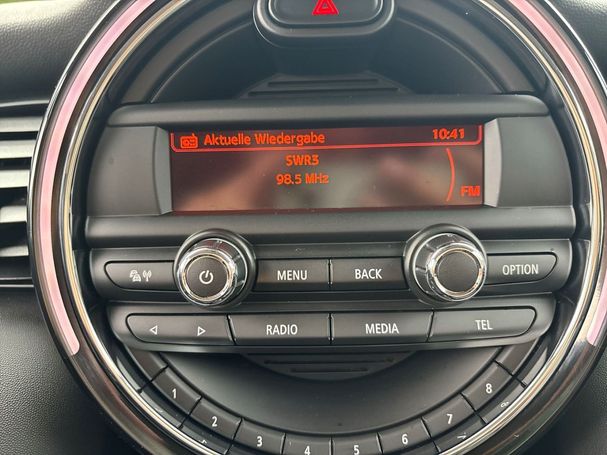 Aktuelle Wiedergabe 10:41
SWR3
98.5 MHz
FM
MENU BACK OPTION
RADIO MEDIA TEL
1 2 3 4 5 6 7 8